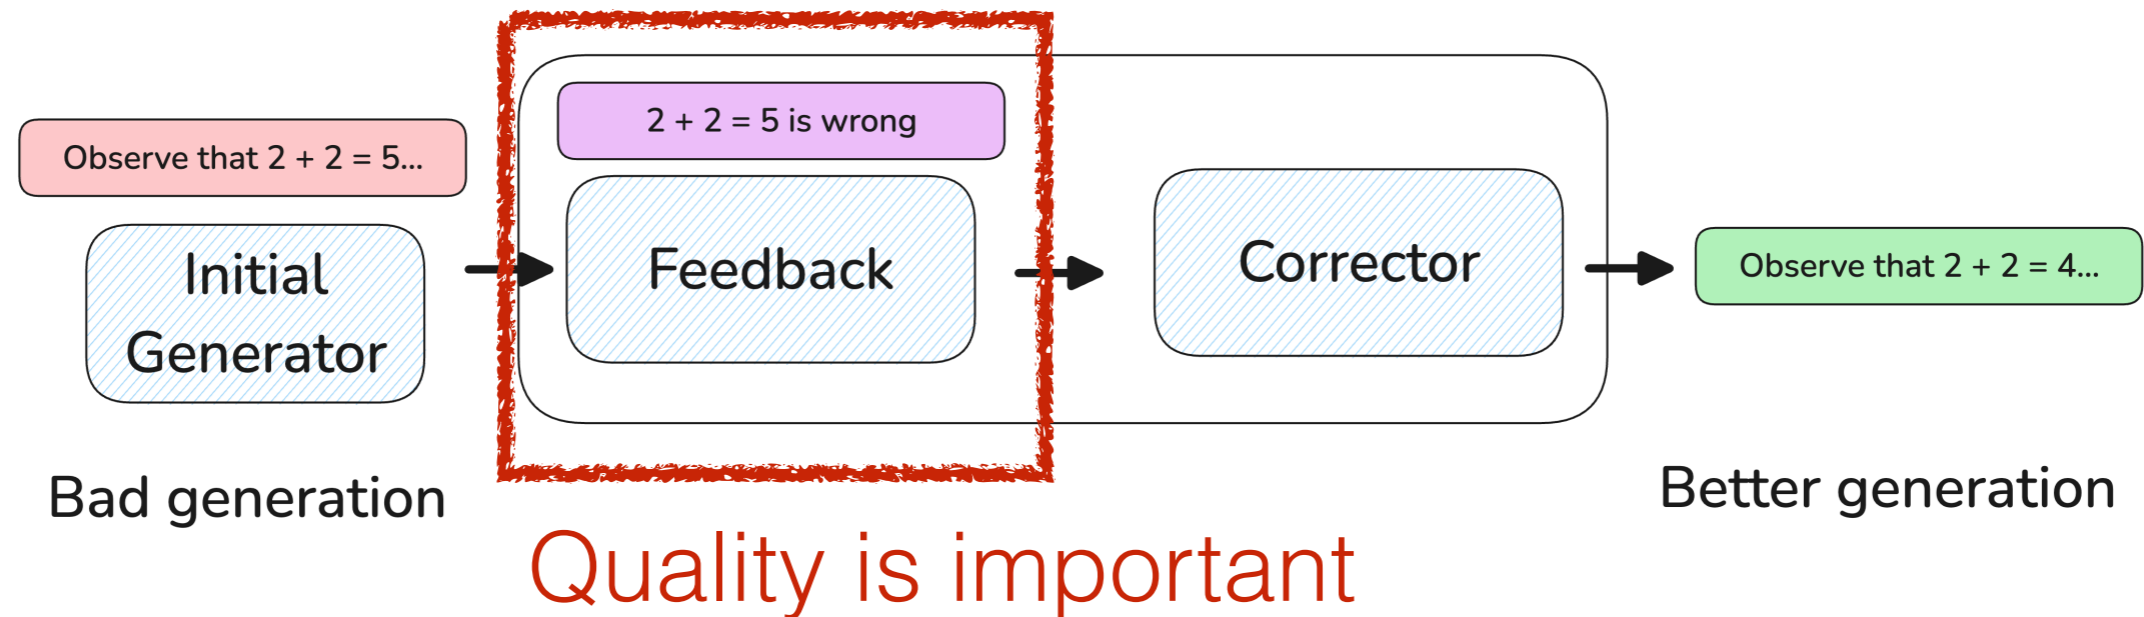 Observe that 2 + 2 = 5...
Initial
Generator
Bad generation
2 + 2 = 5 is wrong
Feedback
Corrector
Observe that 2 + 2 = 4...
Better generation
Quality is important